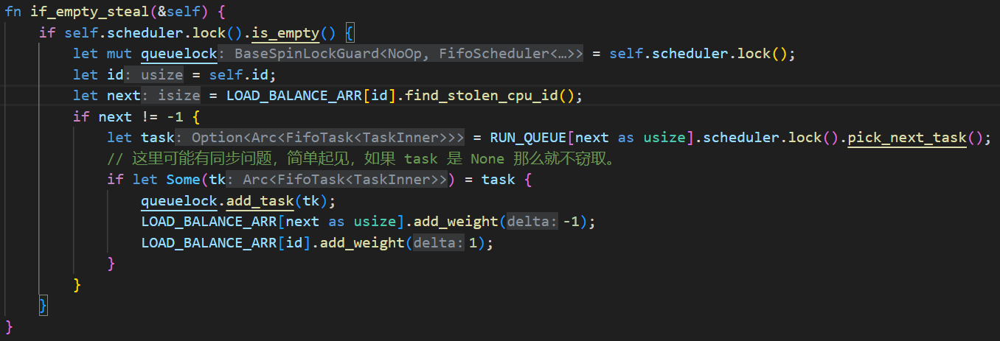 fn if_empty_steal(&self) {
if self.scheduler.lock().is_empty() {
let mut queuelock: BaseSpinLockGuard<NoOp, FifoScheduler<…>> = self.scheduler.lock();
let id: usize = self.id;
let next: isize = LOAD_BALANCE_ARR[id].find_stolen_cpu_id();
if next != -1 {
let task: Option<Arc<FifoTask<TaskInner>>> = RUN_QUEUE[next as usize].scheduler.lock().pick_next_task();
// 这里可能有同步问题，简单起见，如果 task 是 None 那么就不窃取。
if let Some(tk: Arc<FifoTask<TaskInner>>) = task {
queuelock.add_task(tk);
LOAD_BALANCE_ARR[next as usize].add_weight(delta: -1);
LOAD_BALANCE_ARR[id].add_weight(delta: 1);
}
}
}
}